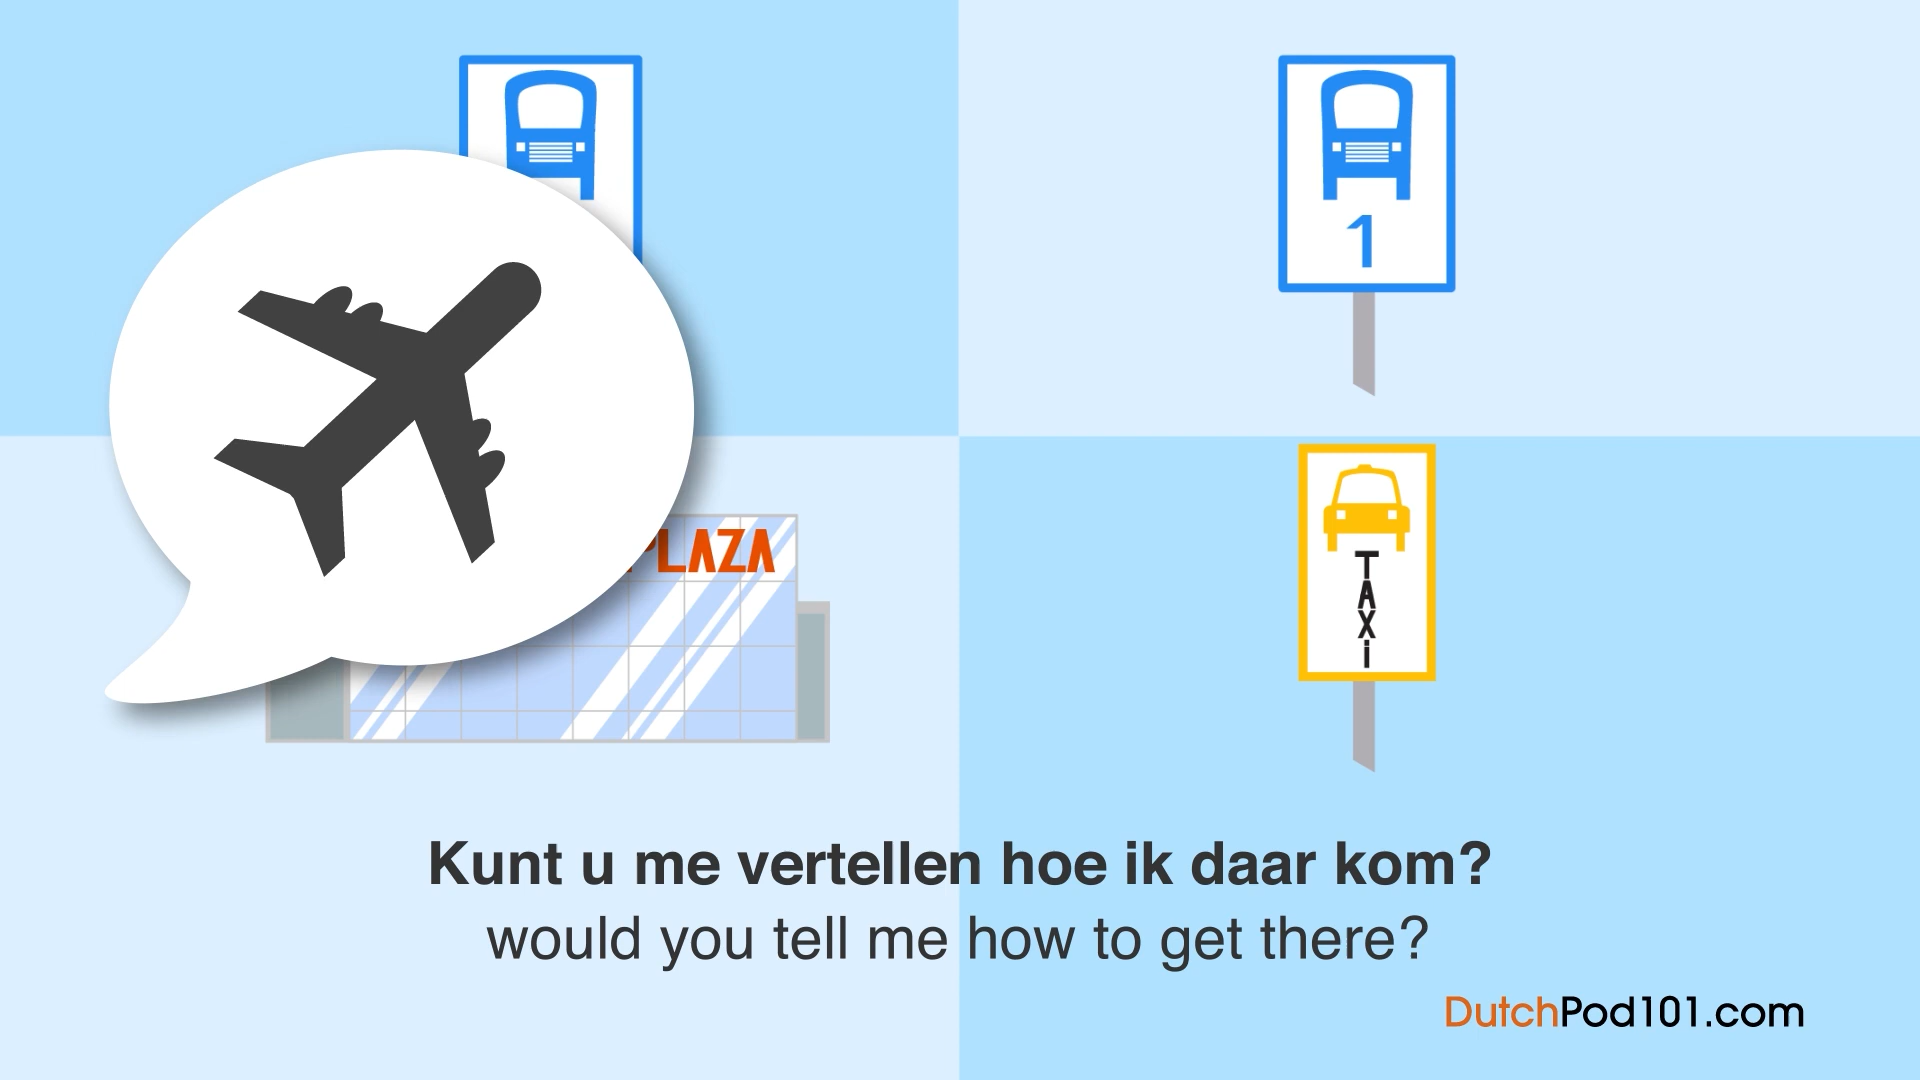 1
PLAZA
TAXi
Kunt u me vertellen hoe ik daar kom?
would you tell me how to get there?
DutchPod101.com